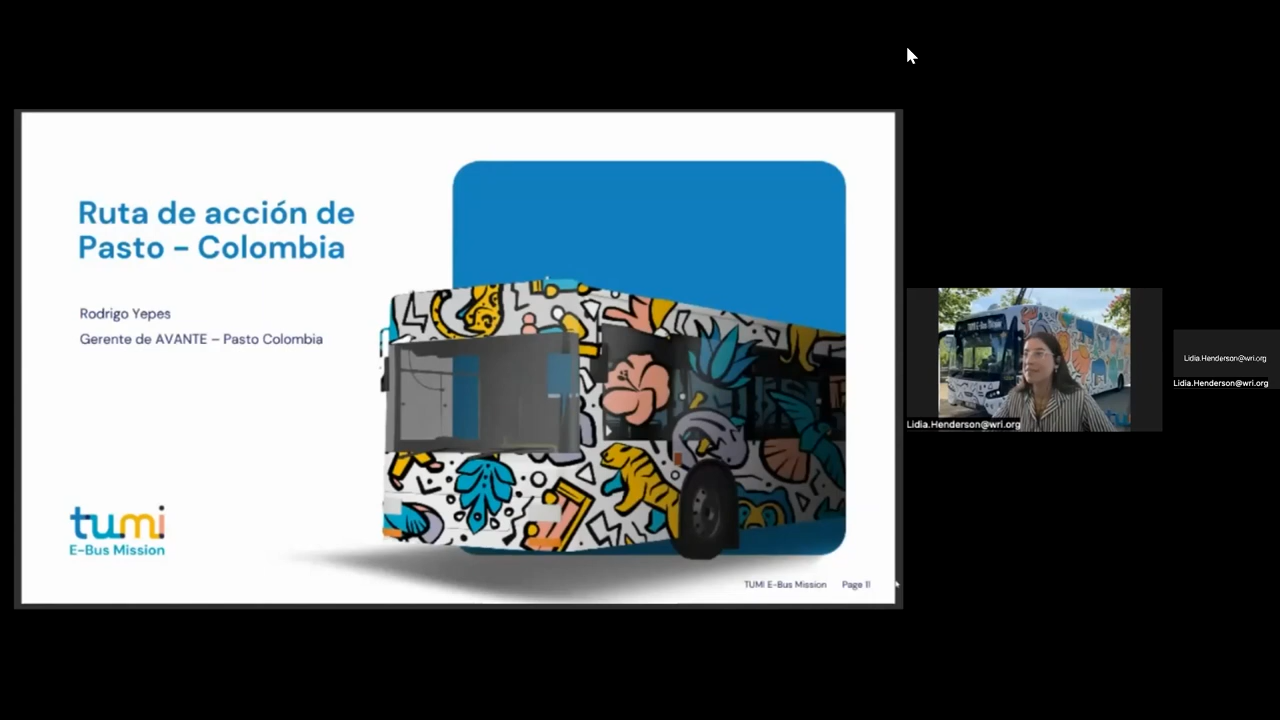 Ruta de acción de
Pasto – Colombia
Rodrigo Yepes
Gerente de AVANTE – Pasto Colombia
tumi
E-Bus Mission
TUMI E-Bus Mission Page 11
Lidia.Henderson@wri.org
Lidia.Henderson@wri.org
Lidia.Henderson@wri.org